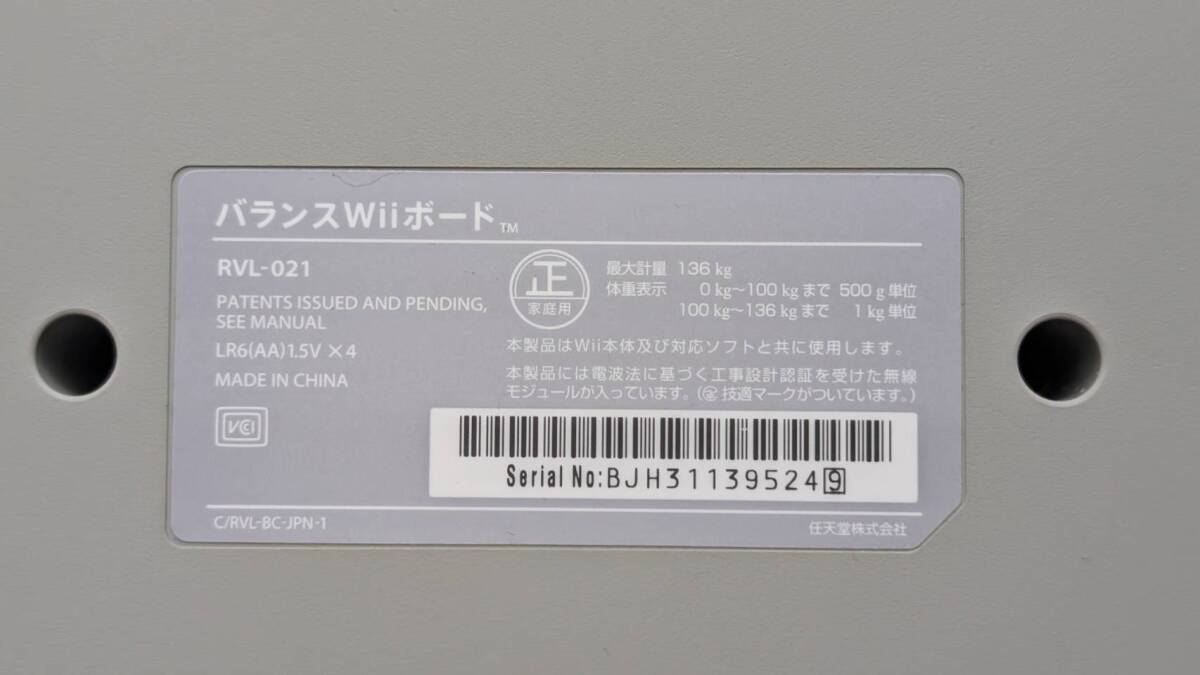 バランスWiiボード™
RVL-021
PATENTS ISSUED AND PENDING,
SEE MANUAL
LR6(AA)1.5V ×4
MADE IN CHINA
VCI
正
家庭用
最大計量 136 kg
体重表示 0 kg～100 kgまで 500 g 単位
100 kg～136 kgまで 1 kg 単位
本製品はWii本体及び対応ソフトと共に使用します。
本製品には電波法に基づく工事設計認証を受けた無線
モジュールが入っています。(技適マークがついています。)
Serial No:BJH311395249
C/RVL-BC-JPN-1
任天堂株式会社